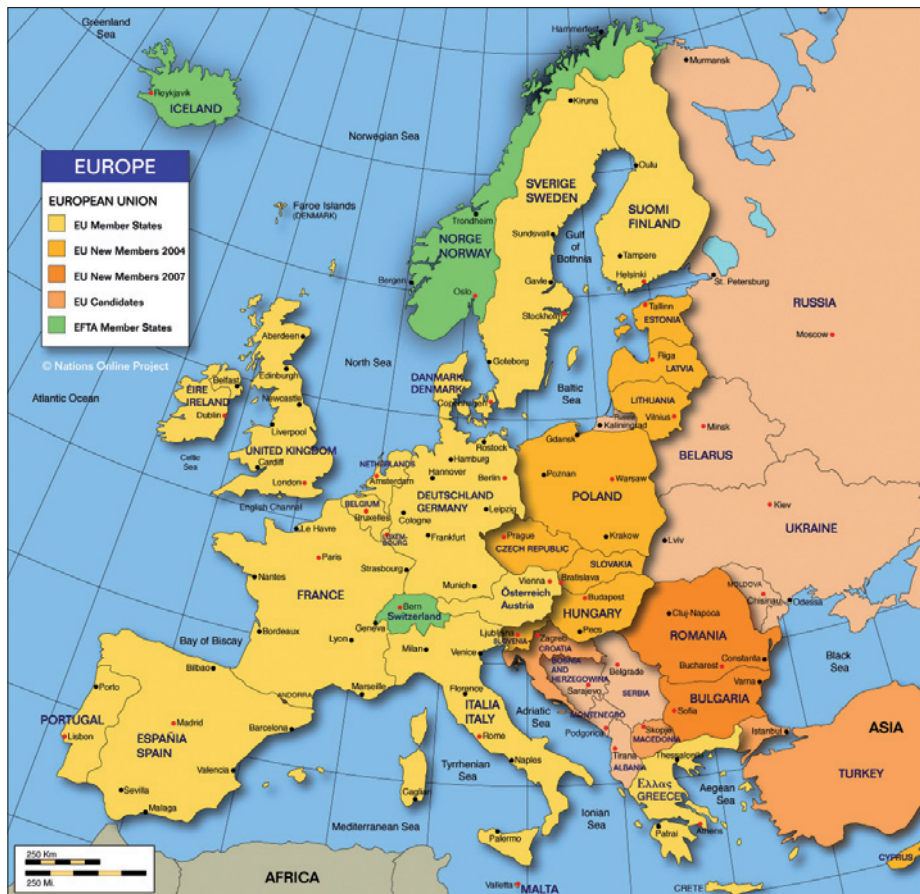 Greenland
Sea
Hammerfest
Murmansk
Reykjavik
ICELAND
Kiruna
Norwegian Sea
EUROPE
EUROPEAN UNION
EU Member States
EU New Members 2004
EU New Members 2007
EU Candidates
EFTA Member States
© Nations Online Project
Oulu
SVERIGE
SWEDEN
SUOMI
FINLAND
Faroe Islands
(DENMARK)
Trondheim
NORGE
NORWAY
Sundsvall
Gulf
of
Bothnia
Tampere
Bergen
Oslo
Gavle
Helsinki
St. Petersburg
Stockholm
Tallinn
ESTONIA
RUSSIA
Moscow
Aberdeen
North Sea
Goteborg
Riga
LATVIA
Atlantic Ocean
Edinburgh
Belfast
DANMARK
DENMARK
Copenhagen
Baltic
Sea
LITHUANIA
Vilnius
EIRE
IRELAND
Newcastle
Dublin
Russia
Kaliningrad
Minsk
Liverpool
Gdansk
BELARUS
Celtic
Sea
UNITED KINGDOM
Cardiff
London
NETHERLANDS
Amsterdam
Rostock
Hamburg
Hannover
Berlin
Poznan
Warsaw
POLAND
English Channel
BELGIUM
Bruxelles
DEUTSCHLAND
GERMANY
Leipzig
Cologne
Kiev
UKRAINE
Le Havre
LUXEM-
BOURG
Frankfurt
Prague
CZECH REPUBLIC
Krakow
Lviv
Paris
Strasbourg
SLOVAKIA
Nantes
Munich
Vienna
Bratislava
MOLDOVA
Chisinau
Odessa
FRANCE
Österreich
Austria
Budapest
HUNGARY
Bern
Switzerland
Geneva
Cluj-Napoca
ROMANIA
Bay of Biscay
Bordeaux
Lyon
Milan
Venice
Ljubljana
SLOVENIA
Zagreb
CROATIA
Pecs
Bilbao
BOSNIA
AND
HERZEGOWINA
Sarajevo
Belgrade
SERBIA
Bucharest
Constanta
Black
Sea
Porto
ANDORRA
Marseille
Florence
ITALIA
ITALY
Adriatic
Sea
MONTENEGRO
Podgorica
Varna
BULGARIA
Sofia
PORTUGAL
Lisbon
Madrid
Barcelona
ESPAÑIA
SPAIN
Rome
Skopje
MACEDONIA
Tirana
ALBANIA
Istanbul
ASIA
TURKEY
Valencia
Naples
Thessaloniki
Tyrrhenian
Sea
Sevilla
Malaga
Cagliari
Ελλας
GREECE
Aegean
Sea
Mediterranean Sea
Palermo
Ionian
Sea
Patrai
Athens
250 Km
250 Mi.
AFRICA
Valletta
MALTA
CRETE
CYPRUS